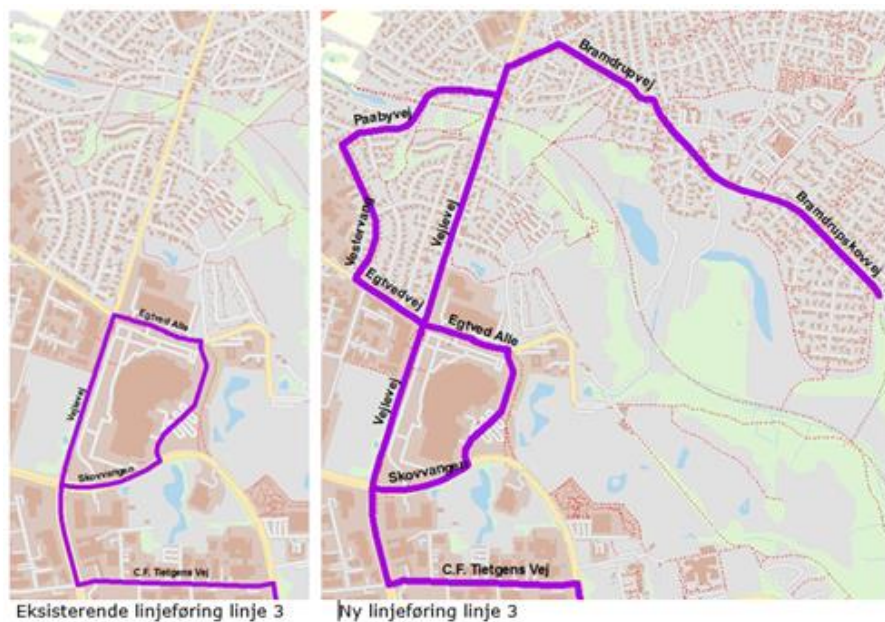 Egtved Alle
Vejlevej
Skovvangen
C.F. Tietgens Vej
Eksisterende linjeføring linje 3
Bramdrupvej
Paabyvej
Vejlevej
Bramdrupskovvej
Vestervang
Egtvedvej
Egtved Alle
Vejlevej
Skovvangen
C.F. Tietgens Vej
Ny linjeføring linje 3